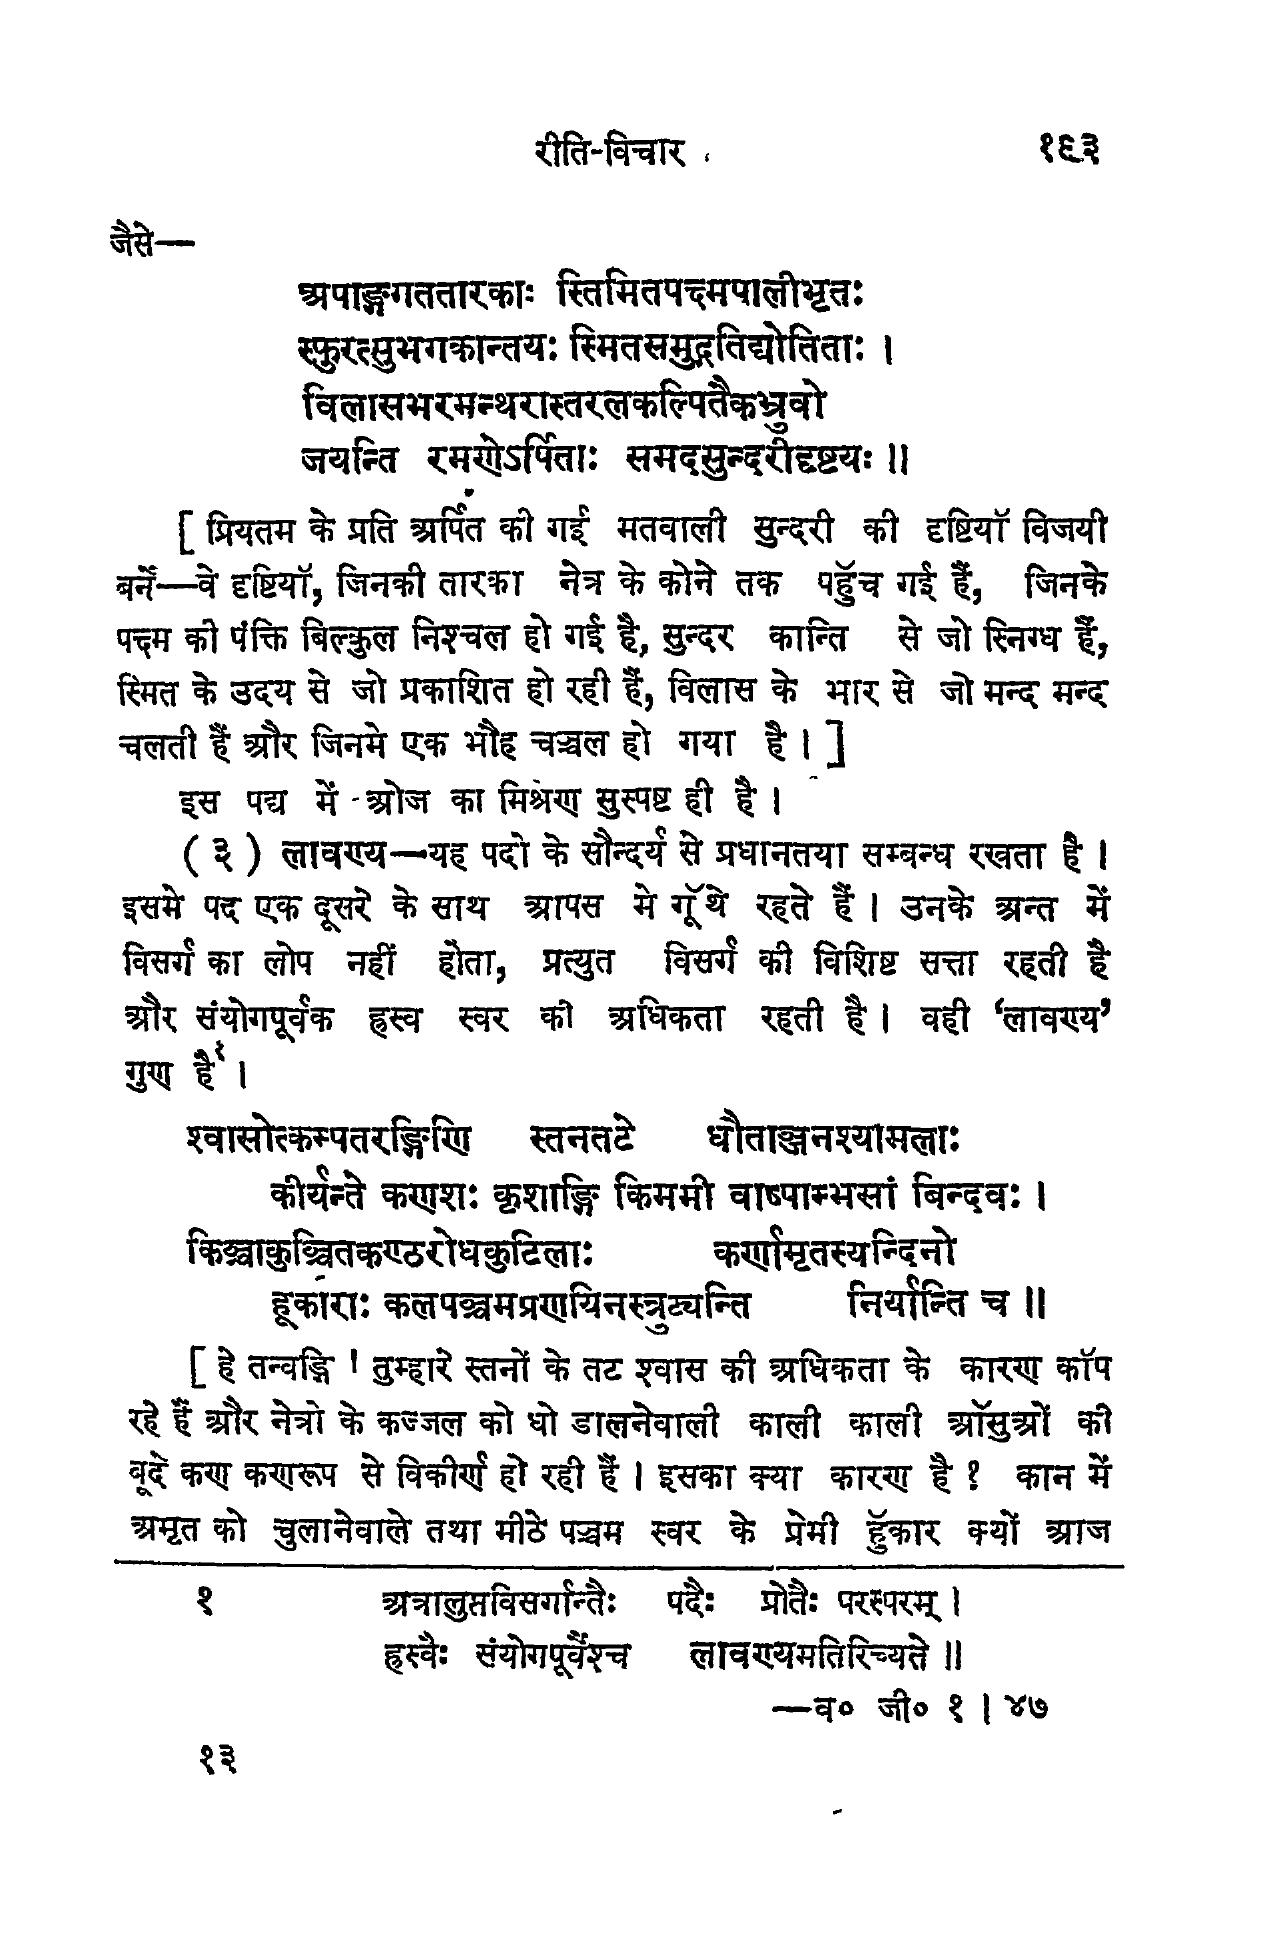 रीति-विचार १९३
जैसे—
अपाङ्गगततारकाः स्तिमितपक्ष्मपालीभृतः
स्फुरत्सुभगकान्तयः स्मितसमुद्गतिद्योतिताः ।
विलासभरमन्थरास्तरलकल्पितैकभ्रुवो
जयन्ति रमणेऽर्पिताः समदसुन्दरीदृष्टयः ॥
[ प्रियतम के प्रति अर्पित की गई मतवाली सुन्दरी की दृष्टियाँ विजयी
बनें—वे दृष्टियाँ, जिनकी तारका नेत्र के कोने तक पहुँच गई हैं, जिनके
पक्ष्म की पंक्ति बिल्कुल निश्चल हो गई है, सुन्दर कान्ति से जो स्निग्ध हैं,
स्मित के उदय से जो प्रकाशित हो रही हैं, विलास के भार से जो मन्द मन्द
चलती हैं और जिनमे एक भौंह चञ्चल हो गया है । ]
इस पद्य में ओज का मिश्रण सुस्पष्ट ही है ।
( ३ ) लावण्य—यह पदो के सौन्दर्य से प्रधानतया सम्बन्ध रखता है ।
इसमे पद एक दूसरे के साथ आपस मे गूँथे रहते हैं । उनके अन्त में
विसर्ग का लोप नहीं होता, प्रत्युत विसर्ग की विशिष्ट सत्ता रहती है
और संयोगपूर्वक ह्रस्व स्वर की अधिकता रहती है । वही ‘लावण्य’
गुण है१ ।
श्वासोत्कम्पतरङ्गिणि स्तनतटे धौताञ्जनश्यामलाः
कीर्यन्ते कणशः कृशाङ्गि किममी वाष्पाम्भसां बिन्दवः ।
किञ्चाकुञ्चितकण्ठरोधकुटिलाः कर्णामृतस्यन्दिनो
हूंकाराः कलपञ्चमप्रणयिनस्त्रुट्यन्ति निर्यान्ति च ॥
[ हे तन्वङ्गि ! तुम्हारे स्तनों के तट श्वास की अधिकता के कारण काँप
रहे हैं और नेत्रो के कज्जल को धो डालनेवाली काली काली आँसुओं की
बूदे कण कणरूप से विकीर्ण हो रही हैं । इसका क्या कारण है ? कान में
अमृत को चुलानेवाले तथा मीठे पञ्चम स्वर के प्रेमी हुँकार क्यों आज
१ अत्रालुप्तविसर्गान्तैः पदैः प्रोतैः परस्परम् ।
ह्रस्वैः संयोगपूर्वैश्च लावण्यमतिरिच्यते ॥
—व० जी० १ । ४७
१३